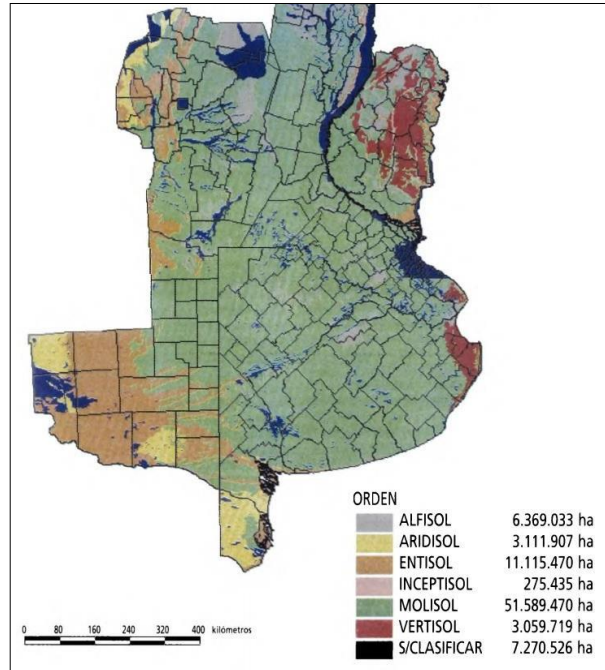 ORDEN
ALFISOL 6.369.033 ha
ARIDISOL 3.111.907 ha
ENTISOL 11.115.470 ha
INCEPTISOL 275.435 ha
MOLISOL 51.589.470 ha
VERTISOL 3.059.719 ha
S/CLASIFICAR 7.270.526 ha
0 80 160 240 320 400 kilómetros